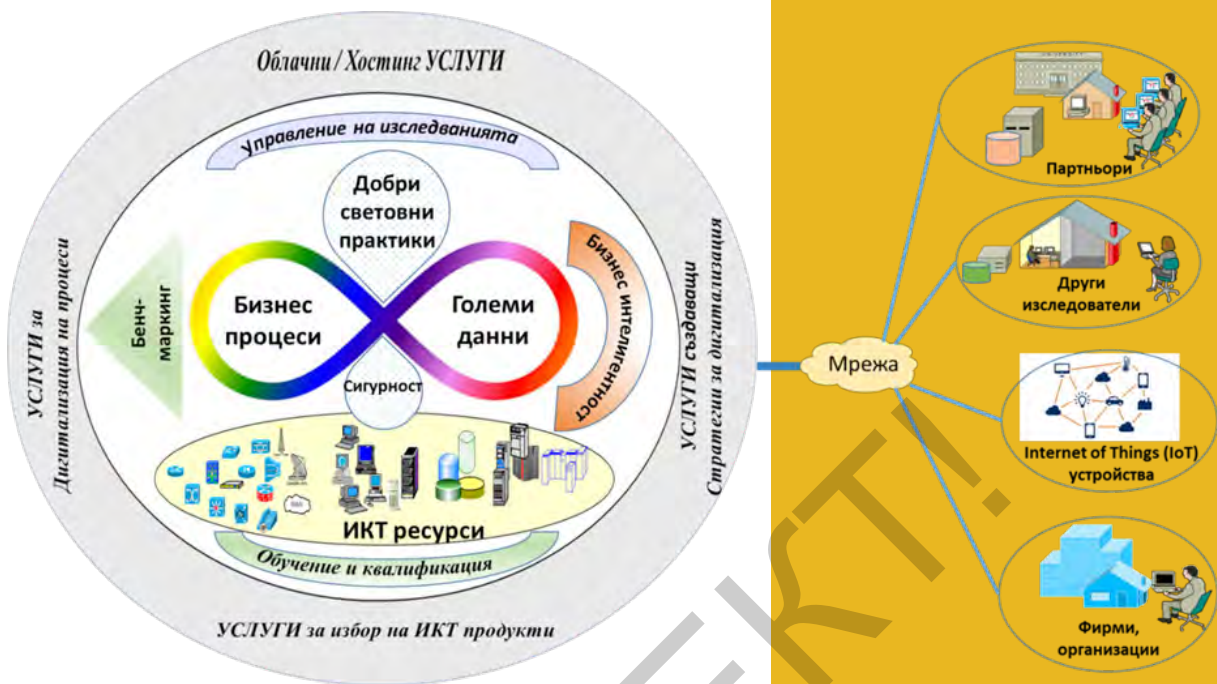 Облачни / Хостинг УСЛУГИ
Управление на изследванията
Добри
световни
практики
УСЛУГИ за
Дигитализация на процеси
Бенч-
маркинг
Бизнес
процеси
Големи
данни
Бизнес интелигентност
УСЛУГИ създаващи
Стратегии за дигитализация
Сигурност
ИКТ ресурси
Обучение и квалификация
УСЛУГИ за избор на ИКТ продукти
Мрежа
Партньори
Други
изследователи
Internet of Things (IoT)
устройства
Фирми,
организации
ЕКТ!